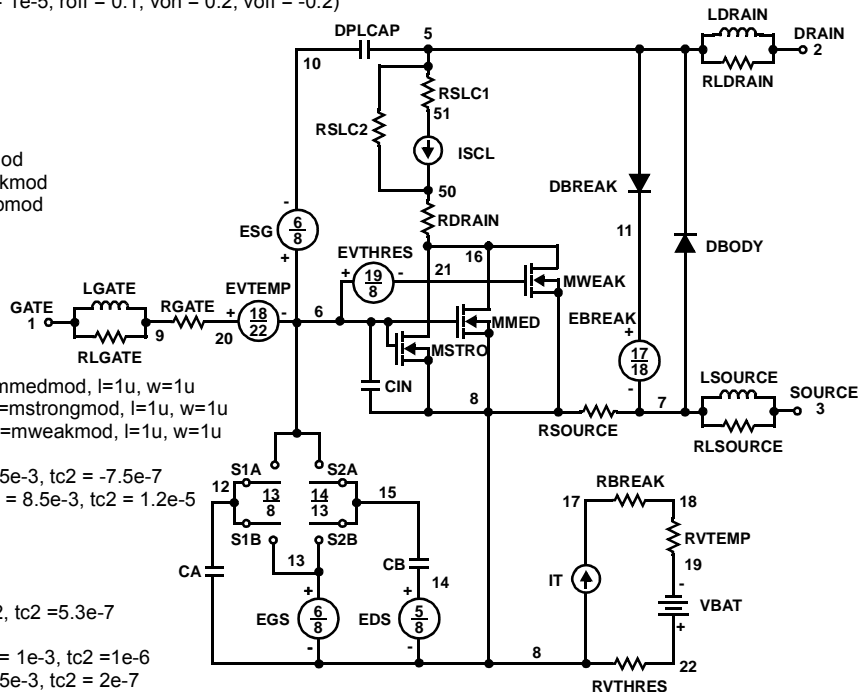 = 1e-5, roff = 0.1, von = 0.2, voff = -0.2)
LDRAIN
DPLCAP 5 DRAIN
2
10
RLDRAIN
RSLC1
51
RSLC2
ISCL
od
kmod
omod
50
DBREAK
RDRAIN
ESG 6
8
11
DBODY
EVTHRES
16
21
19
8
MWEAK
LGATE
EVTEMP
GATE
1
RGATE
18
22
6
MMED
EBREAK
9
20
MSTRO
17
18
RLGATE
LSOURCE
CIN
SOURCE
3
8
7
mmedmod, l=1u, w=1u
=mstrongmod, l=1u, w=1u
=mweakmod, l=1u, w=1u
RSOURCE
RLSOURCE
5e-3, tc2 = -7.5e-7
= 8.5e-3, tc2 = 1.2e-5
S1A
S2A
12
13
8
14
13
15
RBREAK
17
18
S1B
S2B
RVTEMP
13
CA
CB
14
IT
19
VBAT
EGS 6
8
EDS 5
8
2, tc2 =5.3e-7
8
22
= 1e-3, tc2 =1e-6
5e-3, tc2 = 2e-7
RVTHRES
+
-